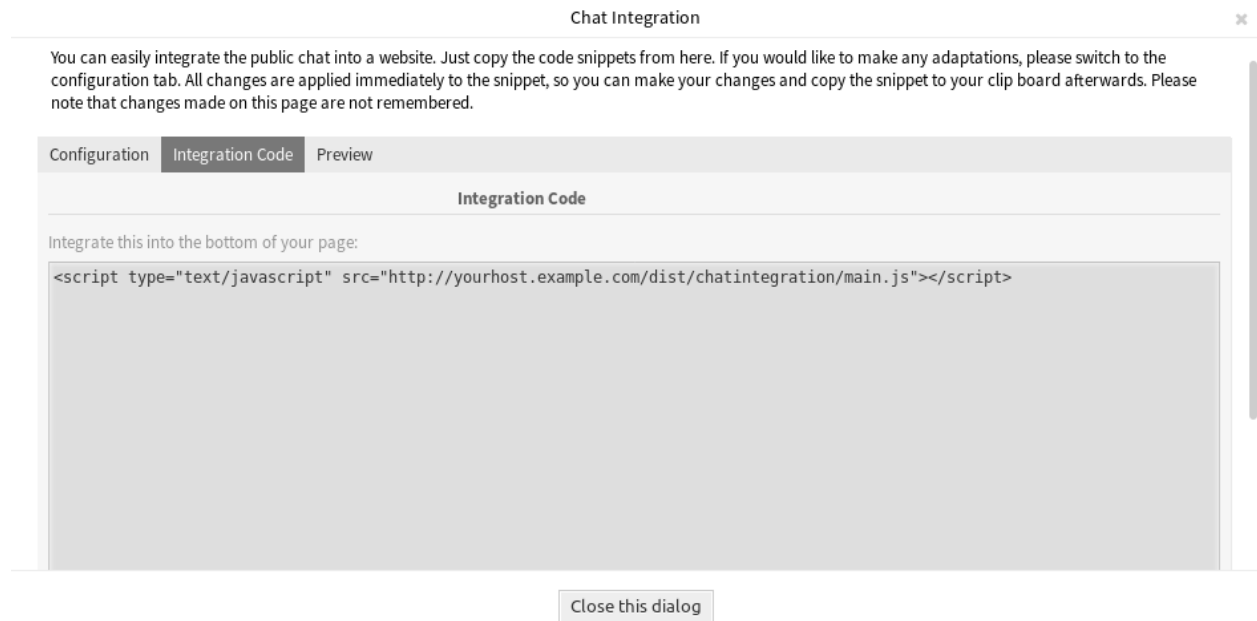 Chat Integration
You can easily integrate the public chat into a website. Just copy the code snippets from here. If you would like to make any adaptations, please switch to the
configuration tab. All changes are applied immediately to the snippet, so you can make your changes and copy the snippet to your clip board afterwards. Please
note that changes made on this page are not remembered.
Configuration Integration Code Preview
Integration Code
Integrate this into the bottom of your page:
<script type="text/javascript" src="http://yourhost.example.com/dist/chatintegration/main.js"></script>
Close this dialog